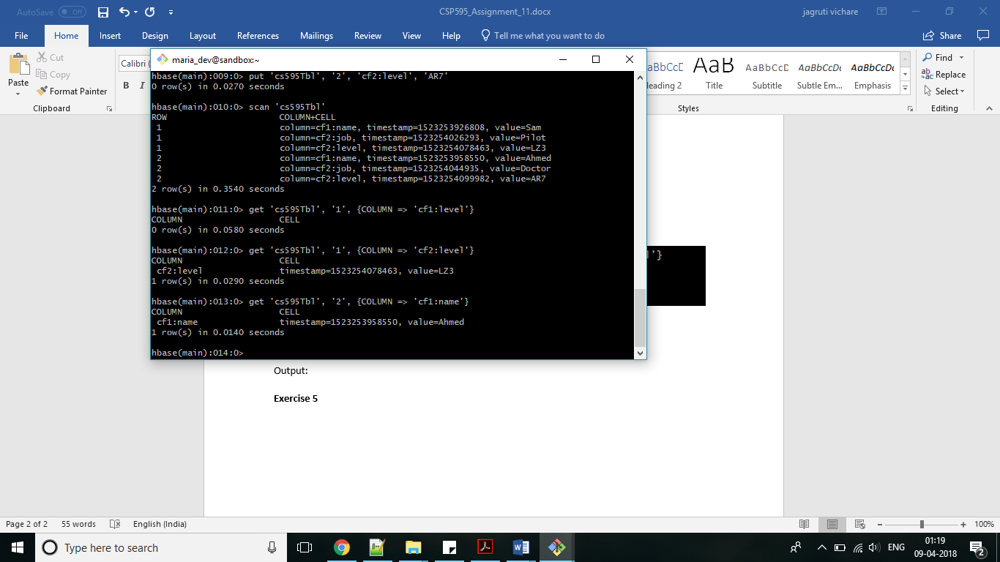 AutoSave Off
CSP595_Assignment_11.docx
jagruti vichare
File Home Insert Design Layout References Mailings Review View Help Tell me what you want to do Share
Paste
Cut
Copy
Format Painter
Clipboard
Calibri (
B I
maria_dev@sandbox:~
AaBbCcDc
Heading 2
AaB
Title
AaBbCcD
Subtitle
AaBbCcDc
Subtle Em...
AaBbCcDc
Emphasis
Styles
Find
Replace
Select
Editing
hbase(main):009:0> put 'cs595Tbl', '2', 'cf2:level', 'AR7'
0 row(s) in 0.0270 seconds
hbase(main):010:0> scan 'cs595Tbl'
ROW COLUMN+CELL
1 column=cf1:name, timestamp=1523253926808, value=Sam
1 column=cf2:job, timestamp=1523254026293, value=Pilot
1 column=cf2:level, timestamp=1523254078463, value=LZ3
2 column=cf1:name, timestamp=1523253958550, value=Ahmed
2 column=cf2:job, timestamp=1523254044935, value=Doctor
2 column=cf2:level, timestamp=1523254099982, value=AR7
2 row(s) in 0.3540 seconds
hbase(main):011:0> get 'cs595Tbl', '1', {COLUMN => 'cf1:level'}
COLUMN CELL
0 row(s) in 0.0580 seconds
hbase(main):012:0> get 'cs595Tbl', '1', {COLUMN => 'cf2:level'}
COLUMN CELL
cf2:level timestamp=1523254078463, value=LZ3
1 row(s) in 0.0290 seconds
hbase(main):013:0> get 'cs595Tbl', '2', {COLUMN => 'cf1:name'}
COLUMN CELL
cf1:name timestamp=1523253958550, value=Ahmed
1 row(s) in 0.0140 seconds
hbase(main):014:0>
l'}
Output:
Exercise 5
Page 2 of 2 55 words English (India) 100%
Type here to search
ENG
01:19
09-04-2018
2